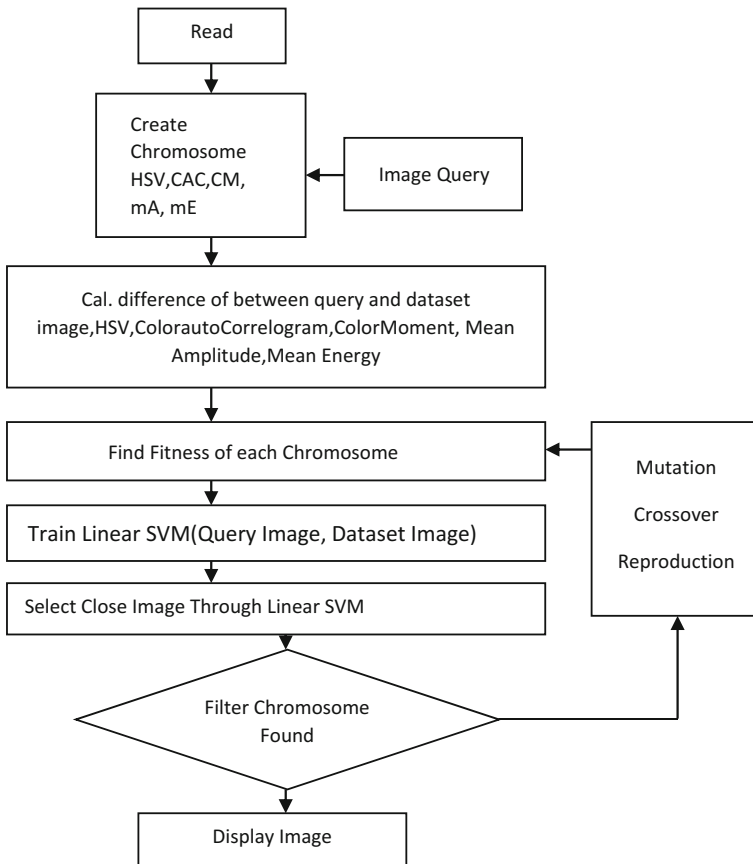 Read
Create
Chromosome
HSV,CAC,CM,
mA, mE
Image Query
Cal. difference of between query and dataset
image,HSV,ColorautoCorrelogram,ColorMoment, Mean
Amplitude,Mean Energy
Find Fitness of each Chromosome
Mutation
Crossover
Reproduction
Train Linear SVM(Query Image, Dataset Image)
Select Close Image Through Linear SVM
Filter Chromosome
Found
Display Image